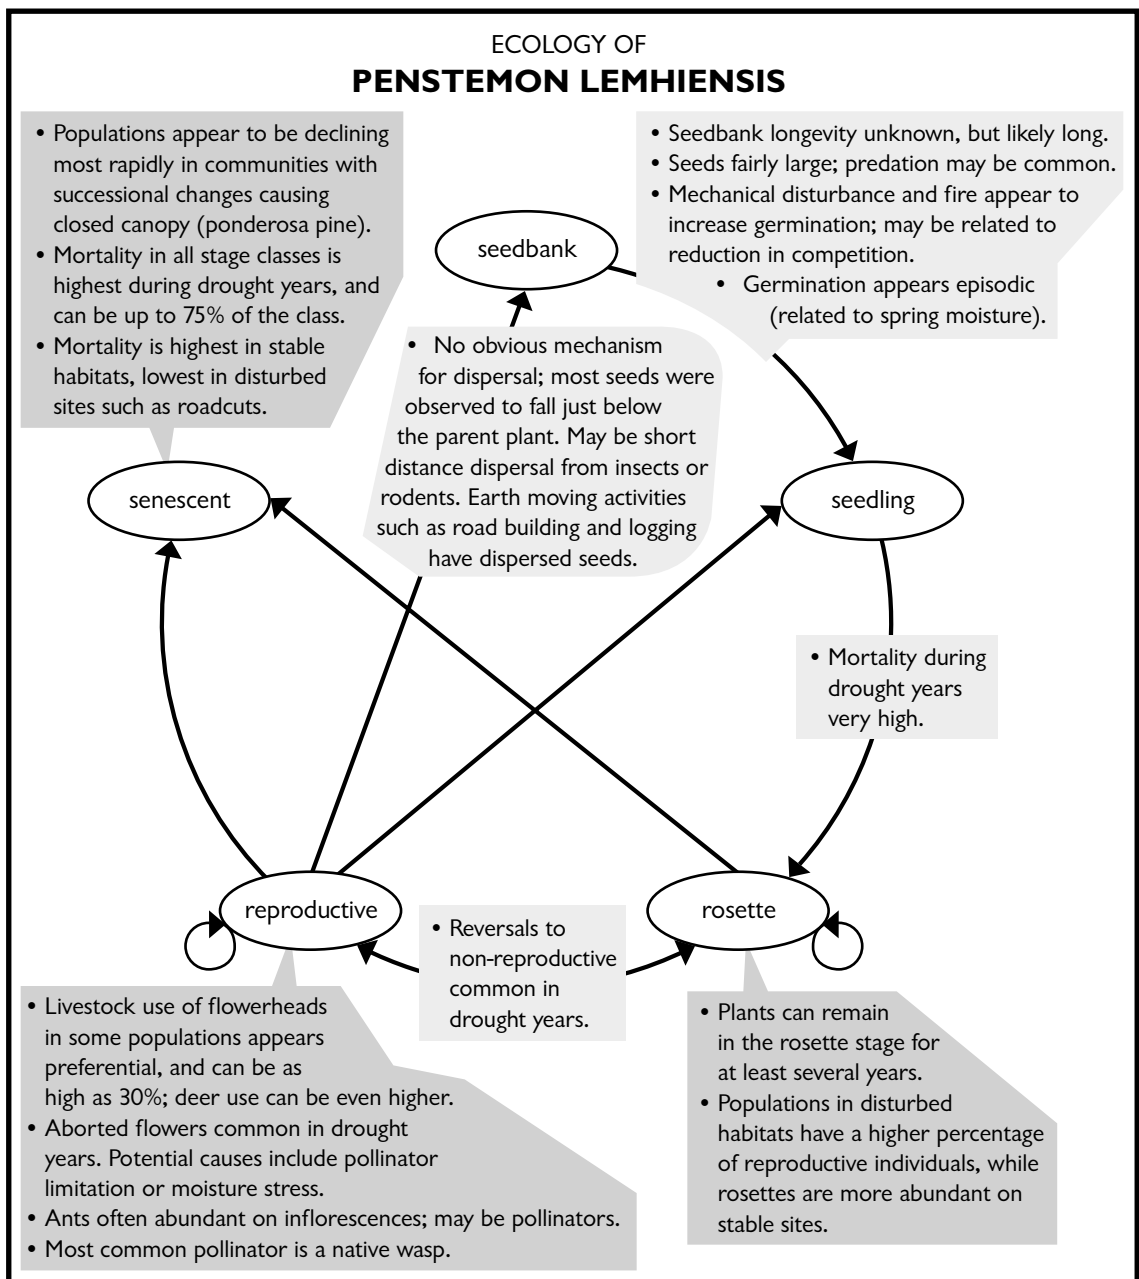 ECOLOGY OF
PENSTEMON LEMHIENSIS
• Populations appear to be declining
most rapidly in communities with
successional changes causing
closed canopy (ponderosa pine).
• Mortality in all stage classes is
highest during drought years, and
can be up to 75% of the class.
• Mortality is highest in stable
habitats, lowest in disturbed
sites such as roadcuts.
• Seedbank longevity unknown, but likely long.
• Seeds fairly large; predation may be common.
• Mechanical disturbance and fire appear to
increase germination; may be related to
reduction in competition.
• Germination appears episodic
(related to spring moisture).
seedbank
• No obvious mechanism
for dispersal; most seeds were
observed to fall just below
the parent plant. May be short
distance dispersal from insects or
rodents. Earth moving activities
such as road building and logging
have dispersed seeds.
senescent
seedling
• Mortality during
drought years
very high.
reproductive
rosette
• Reversals to
non-reproductive
common in
drought years.
• Livestock use of flowerheads
in some populations appears
preferential, and can be as
high as 30%; deer use can be even higher.
• Aborted flowers common in drought
years. Potential causes include pollinator
limitation or moisture stress.
• Ants often abundant on inflorescences; may be pollinators.
• Most common pollinator is a native wasp.
• Plants can remain
in the rosette stage for
at least several years.
• Populations in disturbed
habitats have a higher percentage
of reproductive individuals, while
rosettes are more abundant on
stable sites.